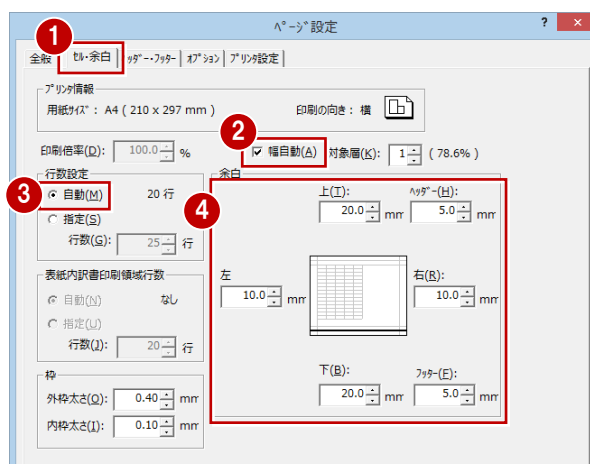 ﾍﾟｰｼﾞ設定
? ×
1
全般 ｾﾙ･余白 ｯﾀﾞｰ･ﾌｯﾀｰ ｵﾌﾟｼｮﾝ ﾌﾟﾘﾝﾀ設定
ﾌﾟﾘﾝﾀ情報
用紙ｻｲｽﾞ： A4 ( 210 x 297 mm ) 印刷の向き： 横
2
印刷倍率(D)： 100.0 % 幅自動(A) 対象層(K)： 1 ( 78.6% )
行数設定 余白
3 自動(M) 20 行 4 上(T)： ﾍｯﾀﾞｰ(H)：
20.0 mm 5.0 mm
指定(S)
行数(G)： 25 行
表紙内訳書印刷領域行数 左 右(R)：
自動(N) なし 10.0 mm 10.0 mm
指定(U)
行数(J)： 20 行
枠 下(B)： ﾌｯﾀｰ(F)：
外枠太さ(O)： 0.40 mm 20.0 mm 5.0 mm
内枠太さ(I)： 0.10 mm